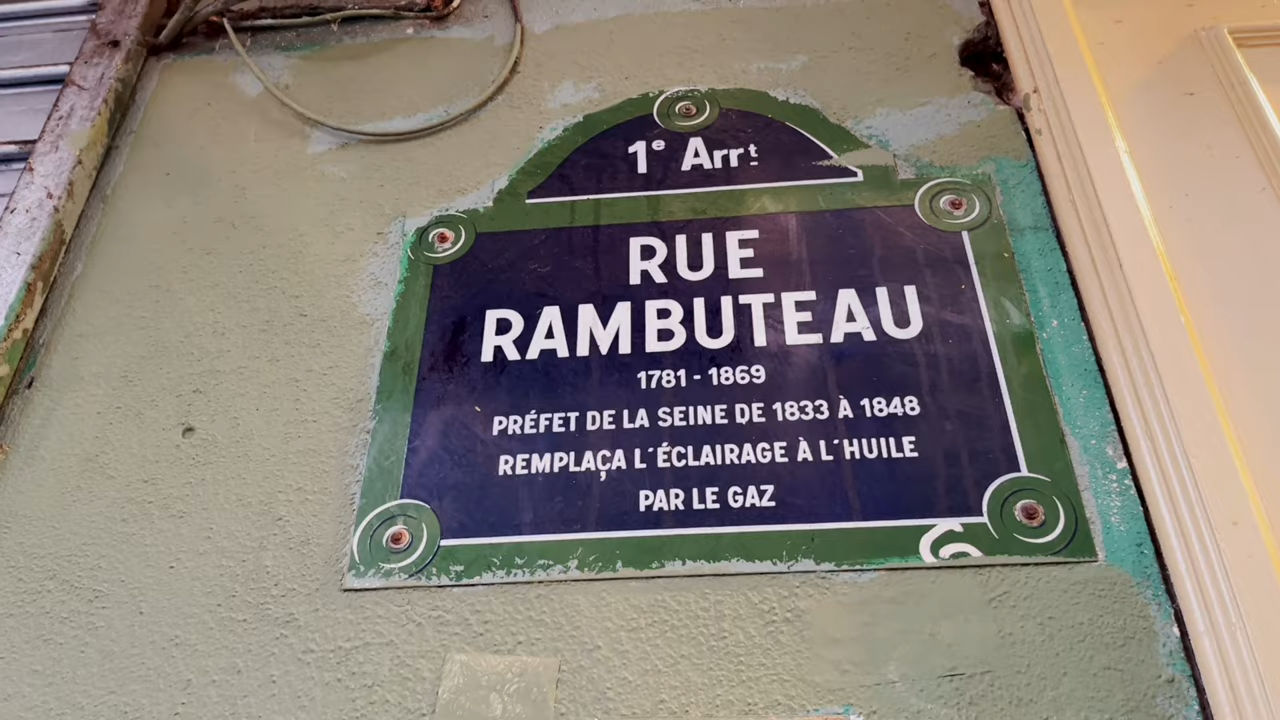 1e Arrt
RUE
RAMBUTEAU
1781 - 1869
PRÉFET DE LA SEINE DE 1833 À 1848
REMPLAÇA L´ÉCLAIRAGE À L´HUILE
PAR LE GAZ